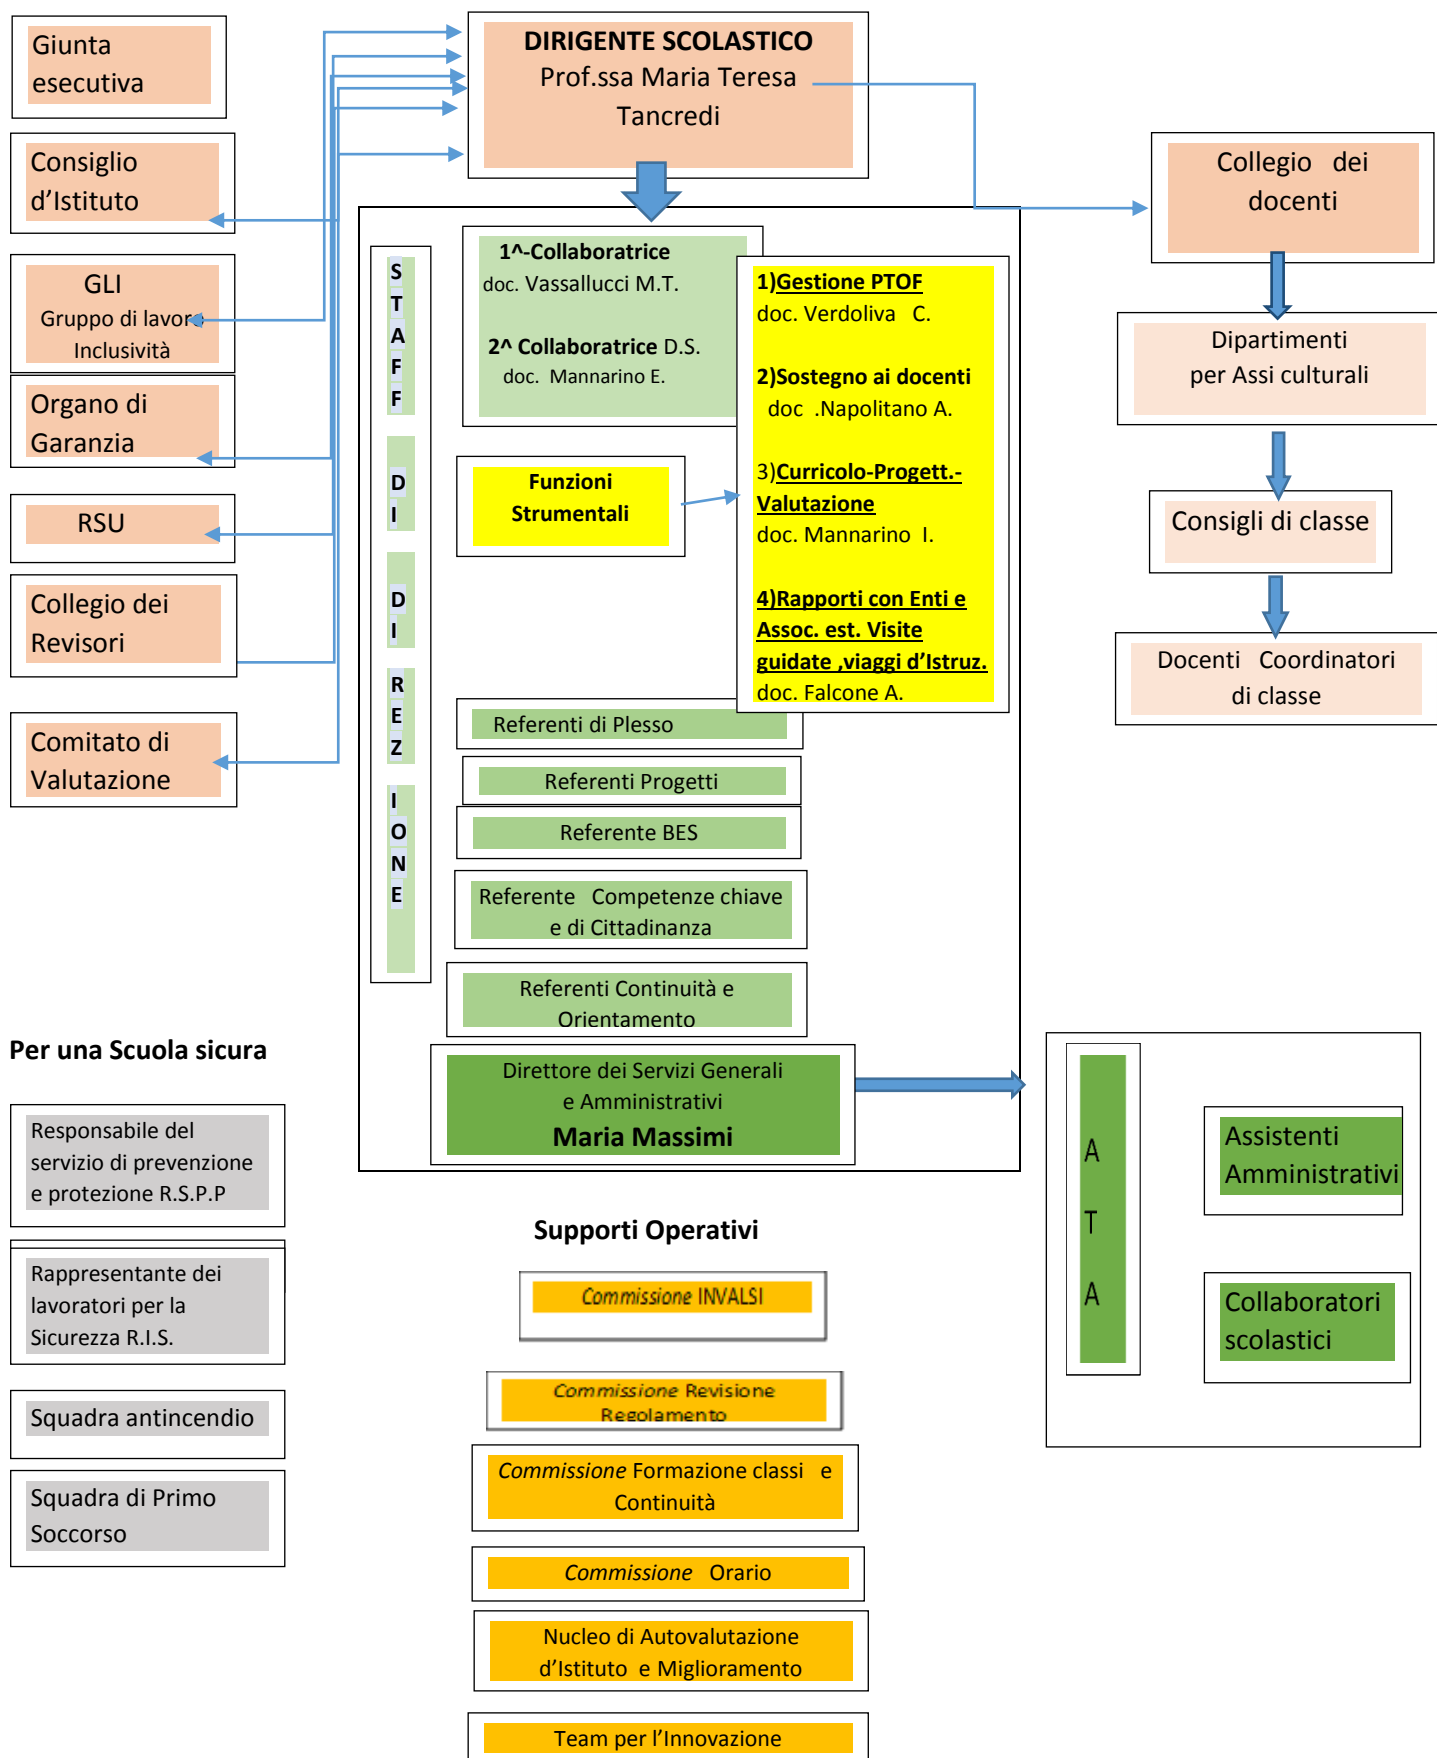 Giunta
esecutiva
DIRIGENTE SCOLASTICO
Prof.ssa Maria Teresa
Tancredi
Consiglio
d’Istituto
GLI
Gruppo di lavoro
Inclusività
Organo di
Garanzia
RSU
Collegio dei
Revisori
Comitato di
Valutazione
Collegio dei
docenti
Dipartimenti
per Assi culturali
Consigli di classe
Docenti Coordinatori
di classe
S
T
A
F
F
D
I
D
I
R
E
Z
I
O
N
E
1^-Collaboratrice
doc. Vassallucci M.T.
2^ Collaboratrice D.S.
doc. Mannarino E.
Funzioni
Strumentali
1)Gestione PTOF
doc. Verdoliva C.
2)Sostegno ai docenti
doc .Napolitano A.
3)Curricolo-Progett.-
Valutazione
doc. Mannarino I.
4)Rapporti con Enti e
Assoc. est. Visite
guidate ,viaggi d’Istruz.
doc. Falcone A.
Referenti di Plesso
Referenti Progetti
Referente BES
Referente Competenze chiave
e di Cittadinanza
Referenti Continuità e
Orientamento
Direttore dei Servizi Generali
e Amministrativi
Maria Massimi
A
T
A
Assistenti
Amministrativi
Collaboratori
scolastici
Per una Scuola sicura
Responsabile del
servizio di prevenzione
e protezione R.S.P.P
Rappresentante dei
lavoratori per la
Sicurezza R.I.S.
Squadra antincendio
Squadra di Primo
Soccorso
Supporti Operativi
Commissione INVALSI
Commissione Revisione
Regolamento
Commissione Formazione classi e
Continuità
Commissione Orario
Nucleo di Autovalutazione
d’Istituto e Miglioramento
Team per l’Innovazione